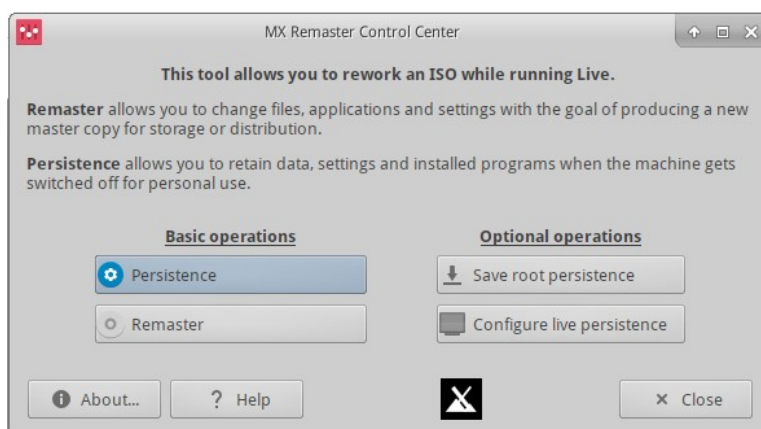 MX Remaster Control Center
This tool allows you to rework an ISO while running Live.
Remaster allows you to change files, applications and settings with the goal of producing a new
master copy for storage or distribution.
Persistence allows you to retain data, settings and installed programs when the machine gets
switched off for personal use.
Basic operations
Optional operations
Persistence
Save root persistence
Remaster
Configure live persistence
About...
? Help
Close